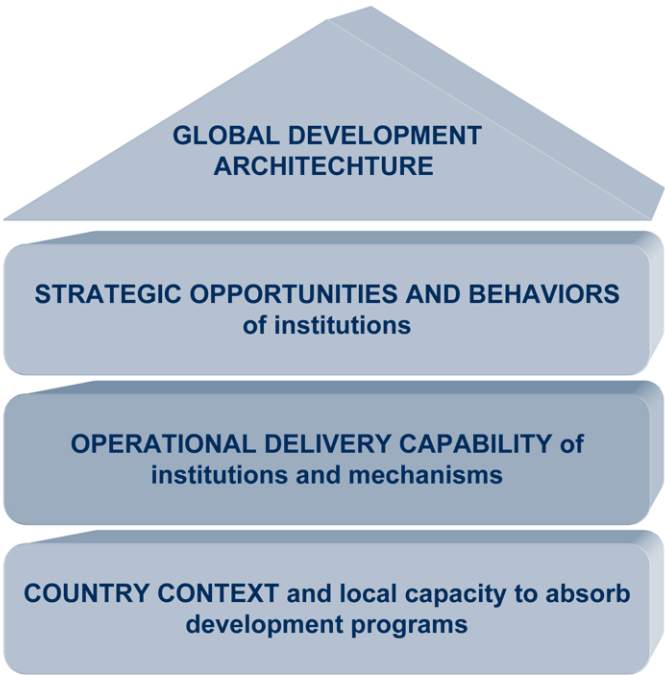 GLOBAL DEVELOPMENT
ARCHITECHTURE
STRATEGIC OPPORTUNITIES AND BEHAVIORS
of institutions
OPERATIONAL DELIVERY CAPABILITY of
institutions and mechanisms
COUNTRY CONTEXT and local capacity to absorb
development programs